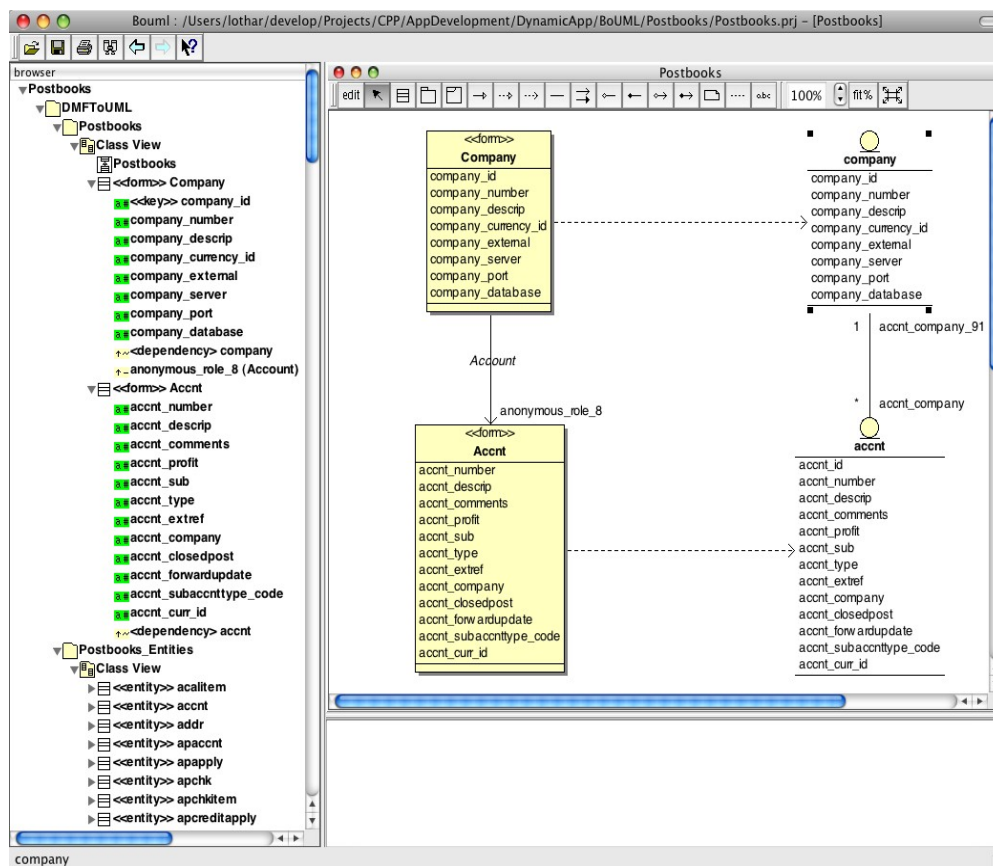 Bouml : /Users/lothar/develop/Projects/CPP/AppDevelopment/DynamicApp/BoUML/Postbooks/Postbooks.prj – [Postbooks]
browser
Postbooks
DMFToUML
Postbooks
Class View
Postbooks
<<form>> Company
<<key>> company_id
company_number
company_descrip
company_currency_id
company_external
company_server
company_port
company_database
<dependency> company
anonymous_role_8 (Account)
<<form>> Accnt
accnt_number
accnt_descrip
accnt_comments
accnt_profit
accnt_sub
accnt_type
accnt_extref
accnt_company
accnt_closedpost
accnt_forwardupdate
accnt_subaccnttype_code
accnt_curr_id
<dependency> accnt
Postbooks_Entities
Class View
<<entity>> acalitem
<<entity>> accnt
<<entity>> addr
<<entity>> apaccnt
<<entity>> apapply
<<entity>> apchk
<<entity>> apchkitem
<<entity>> apcreditapply
Postbooks
edit abc 100% fit%
<<form>>
Company
company_id
company_number
company_descrip
company_currency_id
company_external
company_server
company_port
company_database
company
company_id
company_number
company_descrip
company_currency_id
company_external
company_server
company_port
company_database
Account
anonymous_role_8
1 accnt_company_91
* accnt_company
<<form>>
Accnt
accnt_number
accnt_descrip
accnt_comments
accnt_profit
accnt_sub
accnt_type
accnt_extref
accnt_company
accnt_closedpost
accnt_forwardupdate
accnt_subaccnttype_code
accnt_curr_id
accnt
accnt_id
accnt_number
accnt_descrip
accnt_comments
accnt_profit
accnt_sub
accnt_type
accnt_extref
accnt_company
accnt_closedpost
accnt_forwardupdate
accnt_subaccnttype_code
accnt_curr_id
company